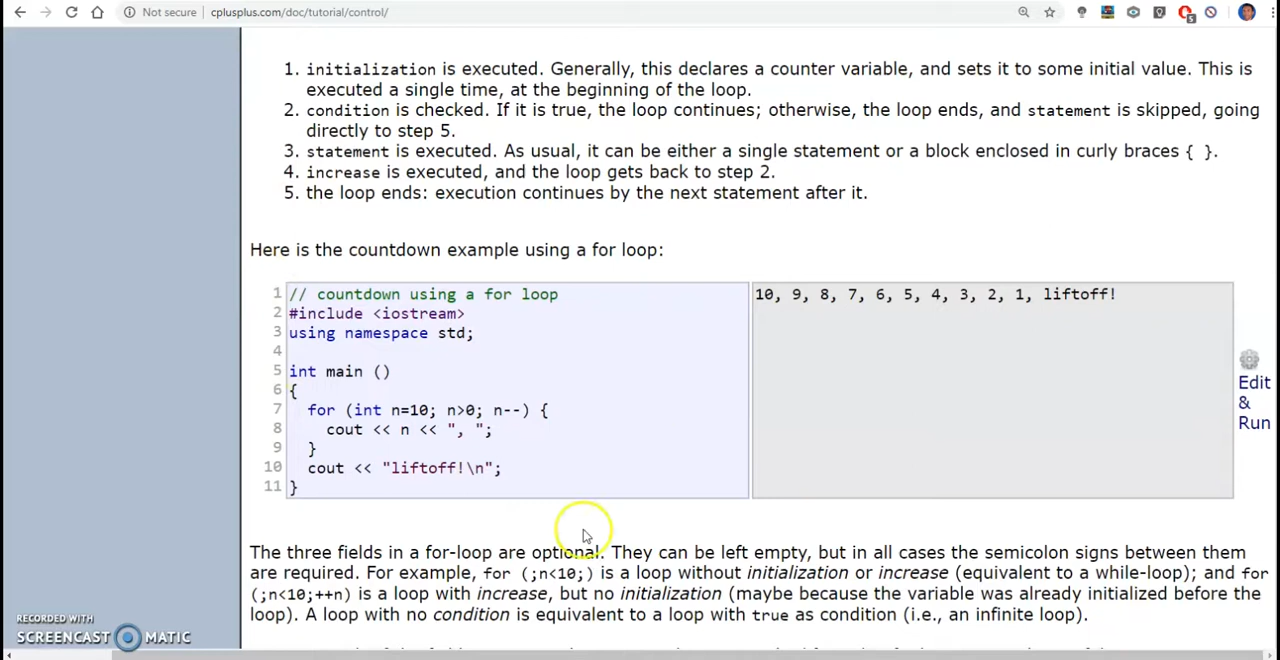 Not secure | cplusplus.com/doc/tutorial/control/
5
1. initialization is executed. Generally, this declares a counter variable, and sets it to some initial value. This is
executed a single time, at the beginning of the loop.
2. condition is checked. If it is true, the loop continues; otherwise, the loop ends, and statement is skipped, going
directly to step 5.
3. statement is executed. As usual, it can be either a single statement or a block enclosed in curly braces { }.
4. increase is executed, and the loop gets back to step 2.
5. the loop ends: execution continues by the next statement after it.
Here is the countdown example using a for loop:
1 // countdown using a for loop
2 #include <iostream>
3 using namespace std;
4
5 int main ()
6 {
7 for (int n=10; n>0; n--) {
8 cout << n << ", ";
9 }
10 cout << "liftoff!\n";
11 }
10, 9, 8, 7, 6, 5, 4, 3, 2, 1, liftoff!
Edit
&
Run
The three fields in a for-loop are optional. They can be left empty, but in all cases the semicolon signs between them
are required. For example, for (;n<10;) is a loop without initialization or increase (equivalent to a while-loop); and for
(;n<10;++n) is a loop with increase, but no initialization (maybe because the variable was already initialized before the
loop). A loop with no condition is equivalent to a loop with true as condition (i.e., an infinite loop).
RECORDED WITH
SCREENCAST MATIC